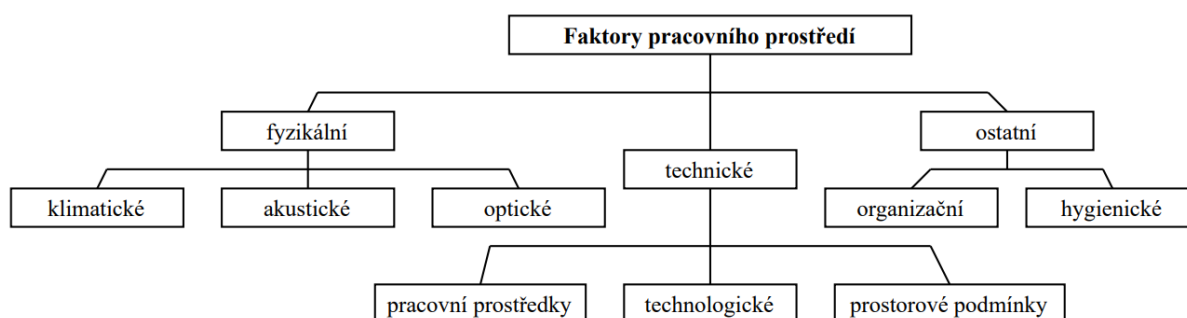 Faktory pracovního prostředí
fyzikální
ostatní
technické
klimatické
akustické
optické
organizační
hygienické
pracovní prostředky
technologické
prostorové podmínky